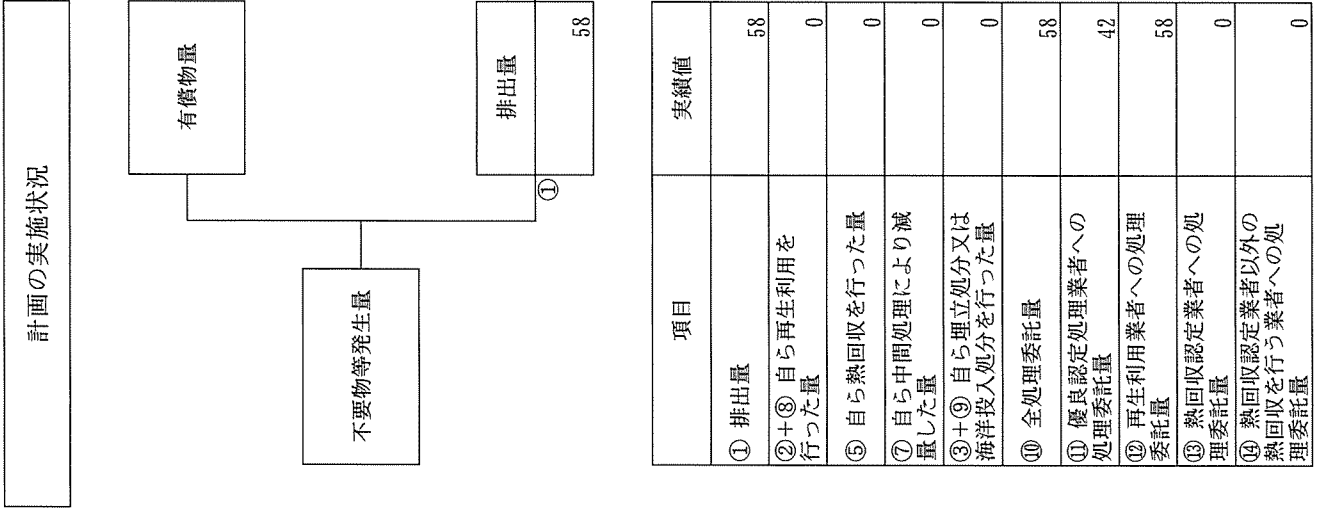 計画の実施状況
有償物量
不要物等発生量
排出量
①
58
項目
実績値
① 排出量
58
②+⑧ 自ら再生利用を
行った量
0
⑤ 自ら熱回収を行った量
0
⑦ 自ら中間処理により減
量した量
0
③+⑨ 自ら埋立処分又は
海洋投入処分を行った量
0
⑩ 全処理委託量
58
⑪ 優良認定処理業者への
処理委託量
42
⑫ 再生利用業者への処理
委託量
58
⑬ 熱回収認定業者への処
理委託量
0
⑭ 熱回収認定業者以外の
熱回収を行う業者への処
理委託量
0